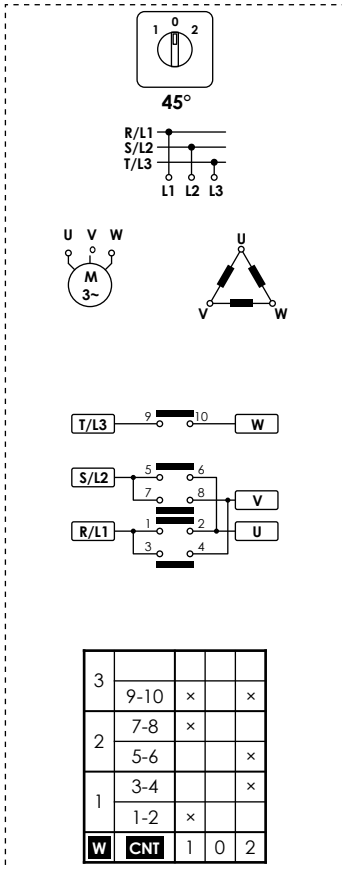 1 0 2
45°
R/L1
S/L2
T/L3
L1 L2 L3
U V W
M
3~
U
V W
T/L3 9 10 W
S/L2 5 6
7 8 V
R/L1 1 2 U
3 4
3
9-10 × ×
2 7-8 ×
5-6 ×
1 3-4 ×
1-2 ×
W CNT 1 0 2